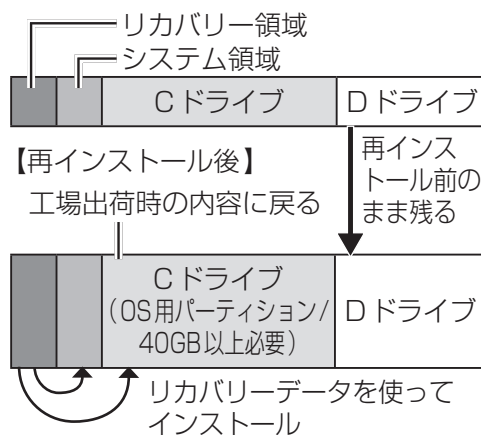 リカバリー領域
システム領域
Cドライブ
Dドライブ
【再インストール後】
再インス
トール前の
まま残る
工場出荷時の内容に戻る
Cドライブ
(OS用パーティション/
40GB以上必要)
Dドライブ
リカバリーデータを使って
インストール